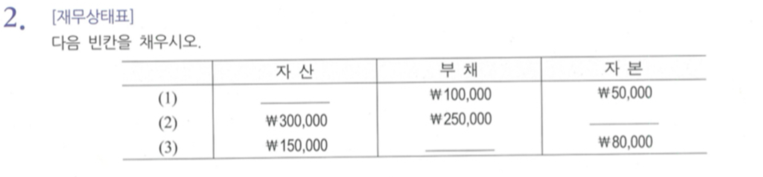 2. [재무상태표]
다음 빈칸을 채우시오.
자 산 부 채 자 본
(1) ₩100,000 ₩50,000
(2) ₩300,000 ₩250,000
(3) ₩150,000 ₩80,000